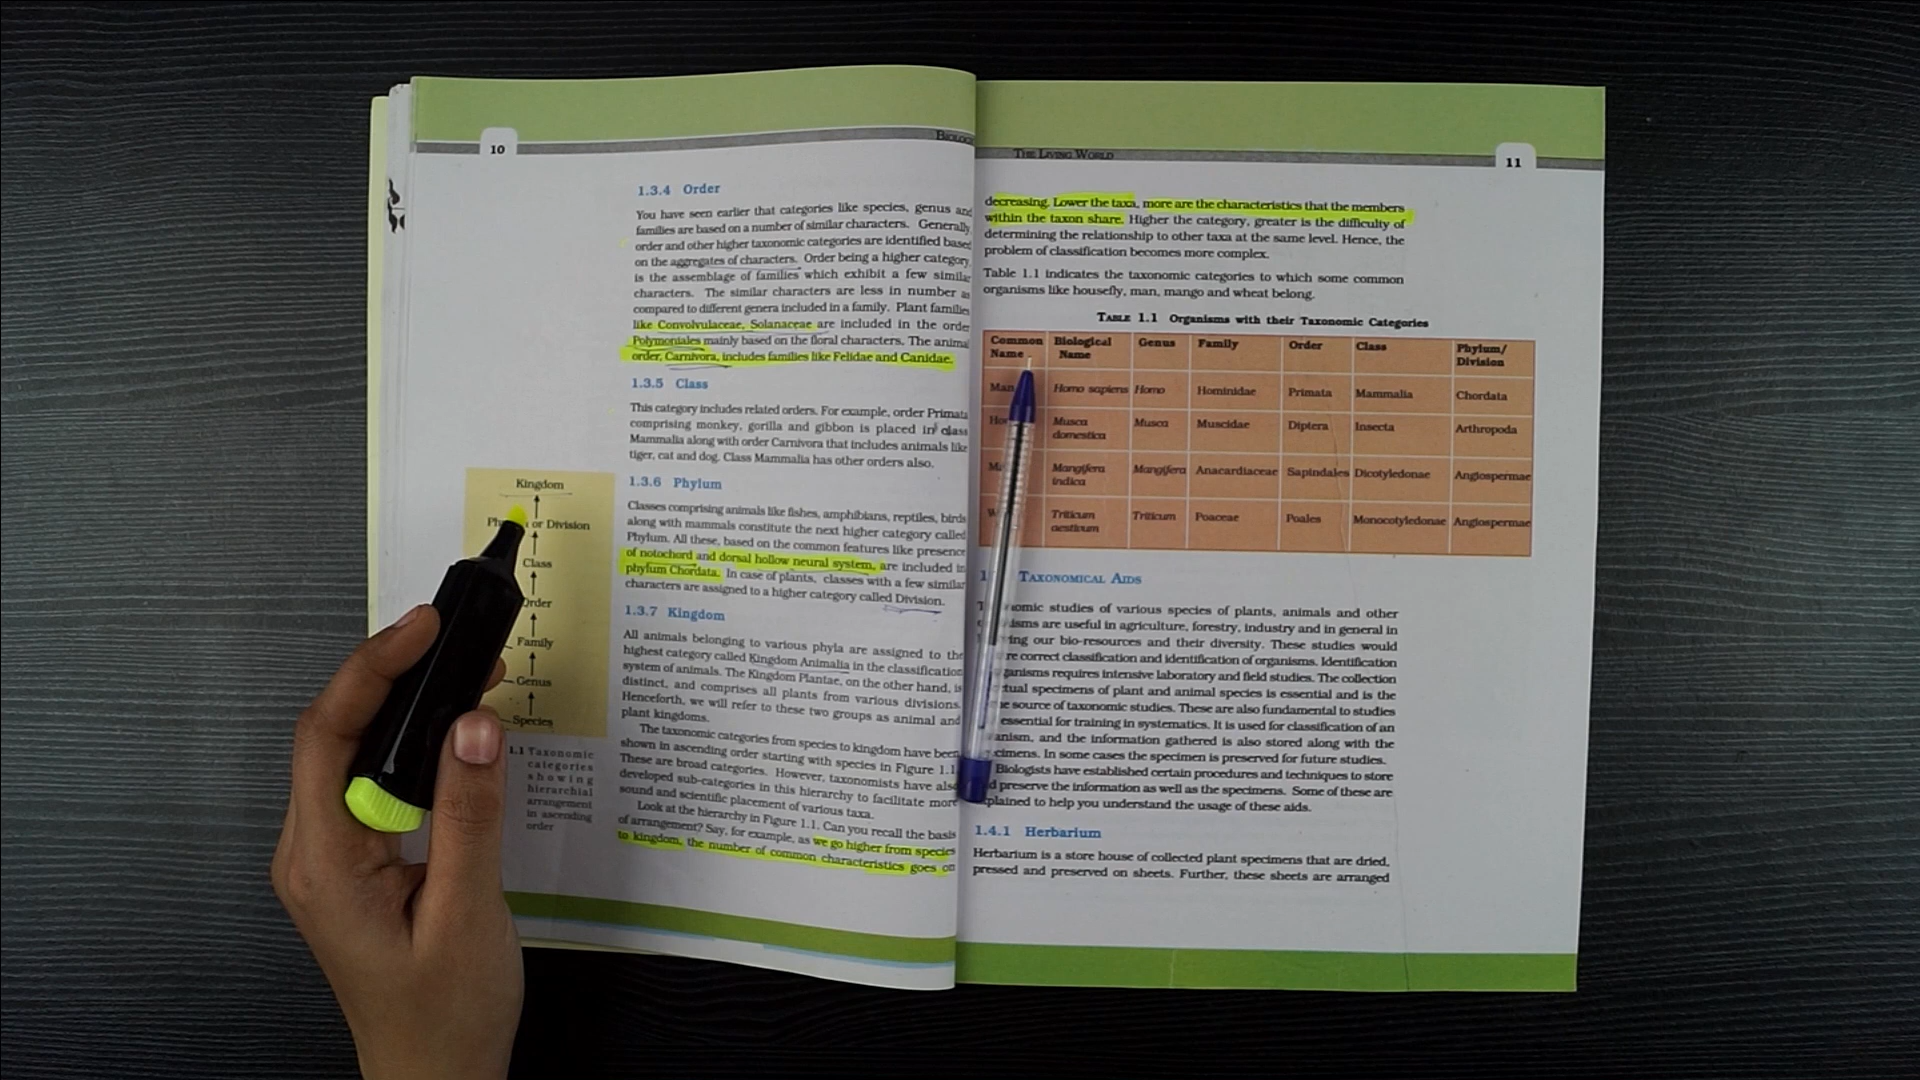 10
BIOLOGY
1.3.4 Order
You have seen earlier that categories like species, genus and
families are based on a number of similar characters. Generally,
order and other higher taxonomic categories are identified based
on the aggregates of characters. Order being a higher category,
is the assemblage of families which exhibit a few similar
characters. The similar characters are less in number as
compared to different genera included in a family. Plant families
like Convolvulaceae, Solanaceae are included in the order
Polymoniales mainly based on the floral characters. The animal
order, Carnivora, includes families like Felidae and Canidae.
1.3.5 Class
This category includes related orders. For example, order Primata
comprising monkey, gorilla and gibbon is placed in class
Mammalia along with order Carnivora that includes animals like
tiger, cat and dog. Class Mammalia has other orders also.
1.3.6 Phylum
Classes comprising animals like fishes, amphibians, reptiles, birds
along with mammals constitute the next higher category called
Phylum. All these, based on the common features like presence
of notochord and dorsal hollow neural system, are included in
phylum Chordata. In case of plants, classes with a few similar
characters are assigned to a higher category called Division.
1.3.7 Kingdom
All animals belonging to various phyla are assigned to the
highest category called Kingdom Animalia in the classification
system of animals. The Kingdom Plantae, on the other hand, is
distinct, and comprises all plants from various divisions.
Henceforth, we will refer to these two groups as animal and
plant kingdoms.
The taxonomic categories from species to kingdom have been
shown in ascending order starting with species in Figure 1.1.
These are broad categories. However, taxonomists have also
developed sub-categories in this hierarchy to facilitate more
sound and scientific placement of various taxa.
Look at the hierarchy in Figure 1.1. Can you recall the basis
of arrangement? Say, for example, as we go higher from species
to kingdom, the number of common characteristics goes on
Kingdom
or Division
Class
Order
Family
Genus
Species
1.1 Taxonomic
categories
showing
hierarchial
arrangement
in ascending
order
THE LIVING WORLD
11
decreasing. Lower the taxa, more are the characteristics that the members
within the taxon share. Higher the category, greater is the difficulty of
determining the relationship to other taxa at the same level. Hence, the
problem of classification becomes more complex.
Table 1.1 indicates the taxonomic categories to which some common
organisms like housefly, man, mango and wheat belong.
TABLE 1.1 Organisms with their Taxonomic Categories
Common Name Biological Name Genus Family Order Class Phylum/ Division
Man Homo sapiens Homo Hominidae Primata Mammalia Chordata
Musca domestica Musca Muscidae Diptera Insecta Arthropoda
Mangifera indica Mangifera Anacardiaceae Sapindales Dicotyledonae Angiospermae
Triticum aestivum Triticum Poaceae Poales Monocotyledonae Angiospermae
TAXONOMICAL AIDS
omic studies of various species of plants, animals and other
isms are useful in agriculture, forestry, industry and in general in
ing our bio-resources and their diversity. These studies would
re correct classification and identification of organisms. Identification
ganisms requires intensive laboratory and field studies. The collection
tual specimens of plant and animal species is essential and is the
e source of taxonomic studies. These are also fundamental to studies
essential for training in systematics. It is used for classification of an
anism, and the information gathered is also stored along with the
cimens. In some cases the specimen is preserved for future studies.
Biologists have established certain procedures and techniques to store
d preserve the information as well as the specimens. Some of these are
plained to help you understand the usage of these aids.
1.4.1 Herbarium
Herbarium is a store house of collected plant specimens that are dried,
pressed and preserved on sheets. Further, these sheets are arranged